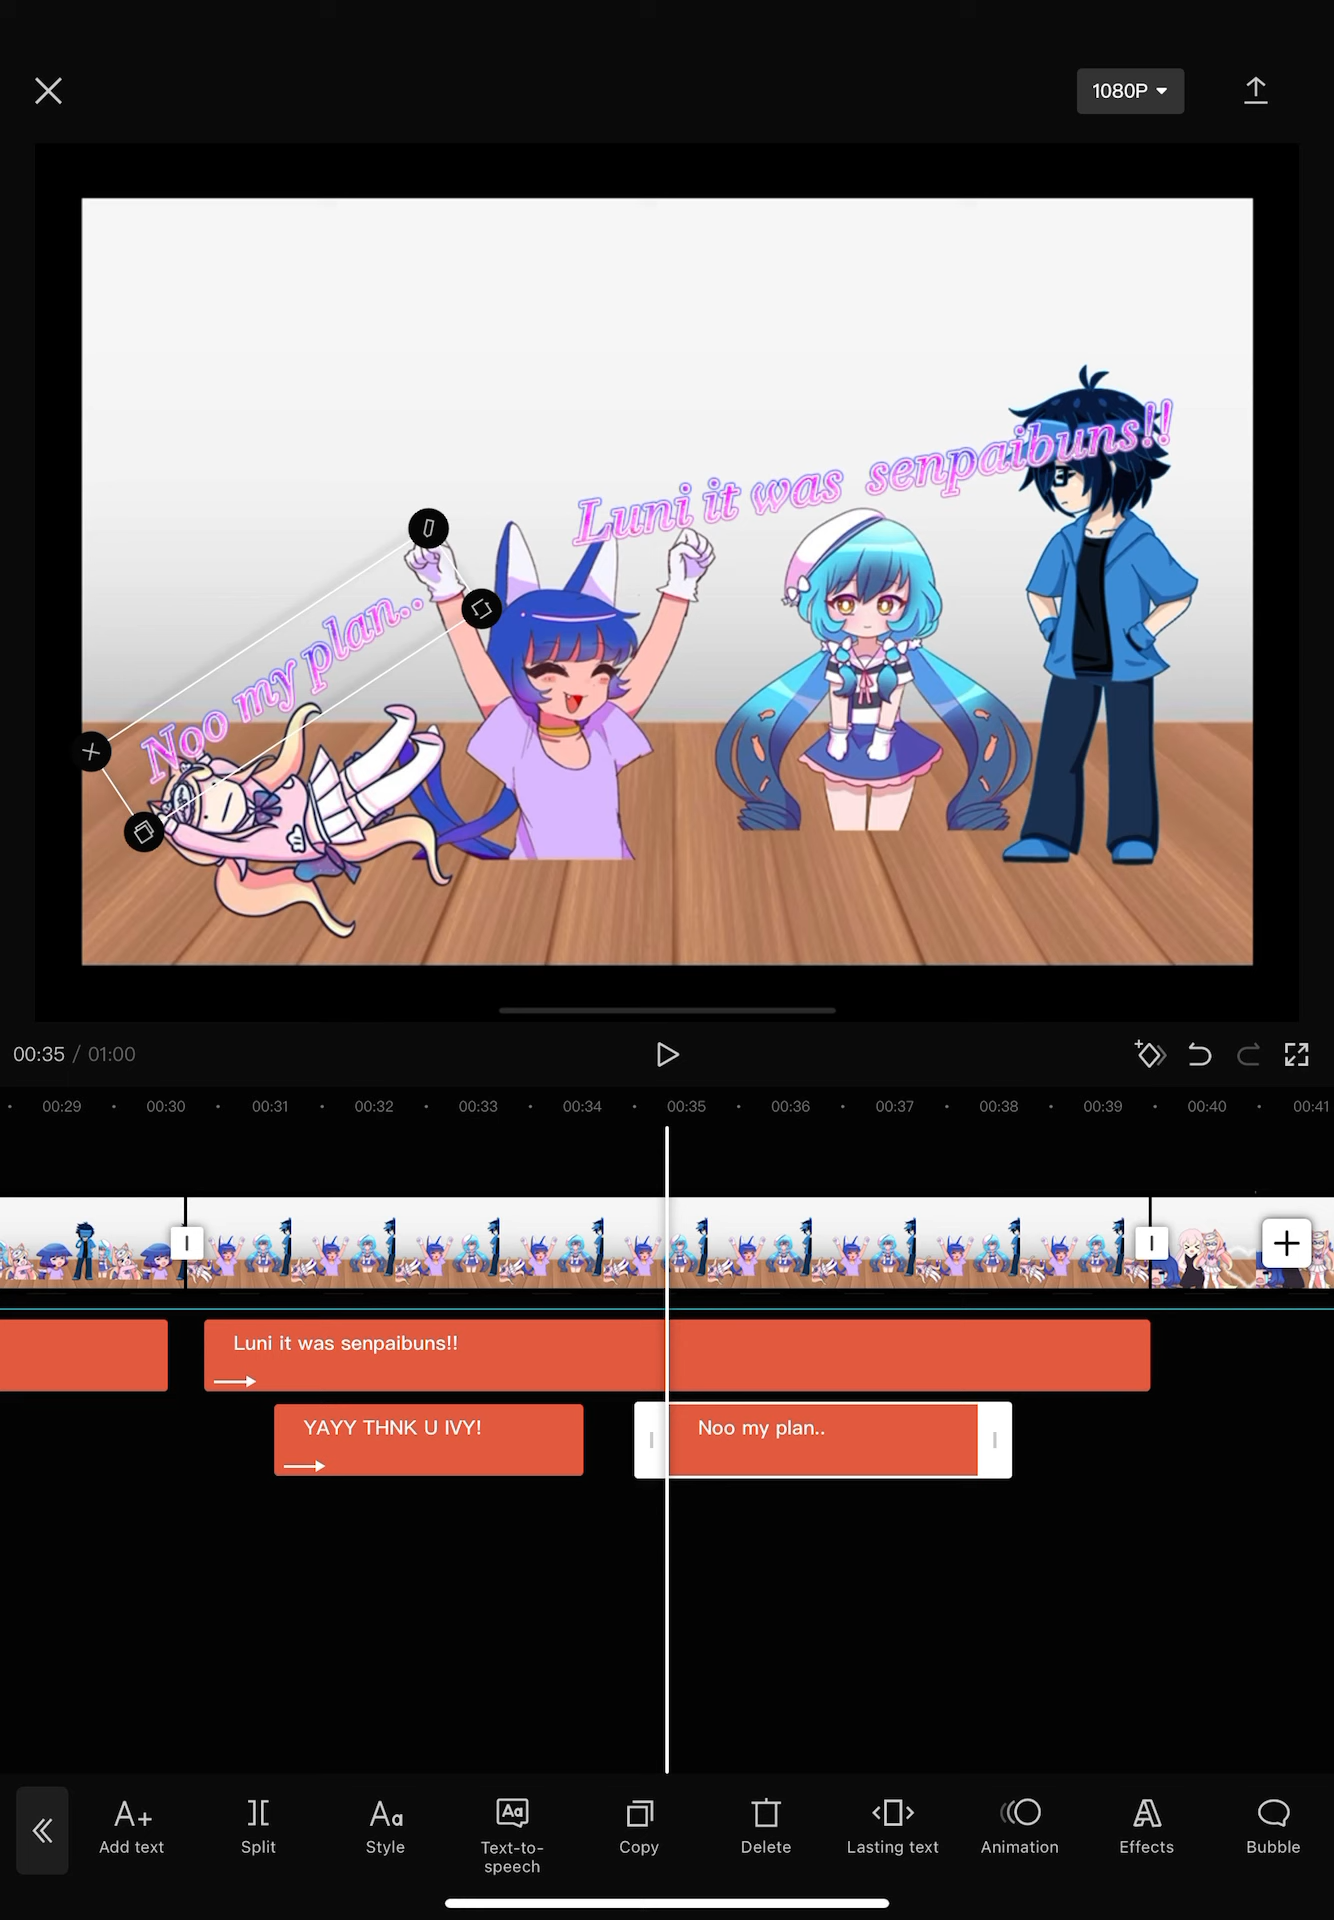 1080P
Luni it was senpaibuns!!
Noo my plan..
00:35 / 01:00
00:29 00:30 00:31 00:32 00:33 00:34 00:35 00:36 00:37 00:38 00:39 00:40 00:41
Luni it was senpaibuns!!
YAYY THNK U IVY!
Noo my plan..
Add text
Split
Style
Text-to-
speech
Copy
Delete
Lasting text
Animation
Effects
Bubble